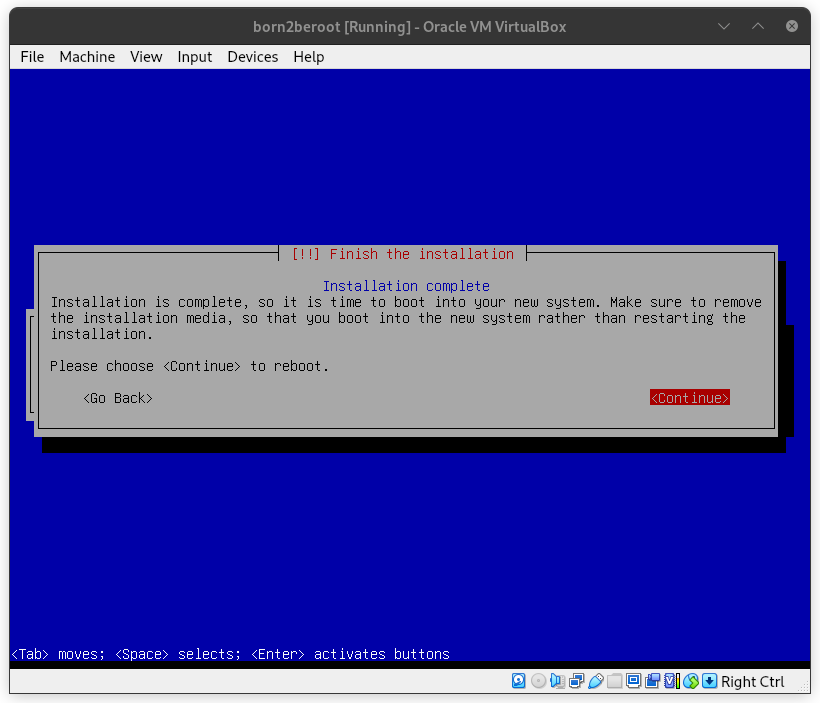 born2beroot [Running] - Oracle VM VirtualBox
File Machine View Input Devices Help
[!!] Finish the installation
Installation complete
Installation is complete, so it is time to boot into your new system. Make sure to remove
the installation media, so that you boot into the new system rather than restarting the
installation.
Please choose <Continue> to reboot.
<Go Back> <Continue>
<Tab> moves; <Space> selects; <Enter> activates buttons
Right Ctrl